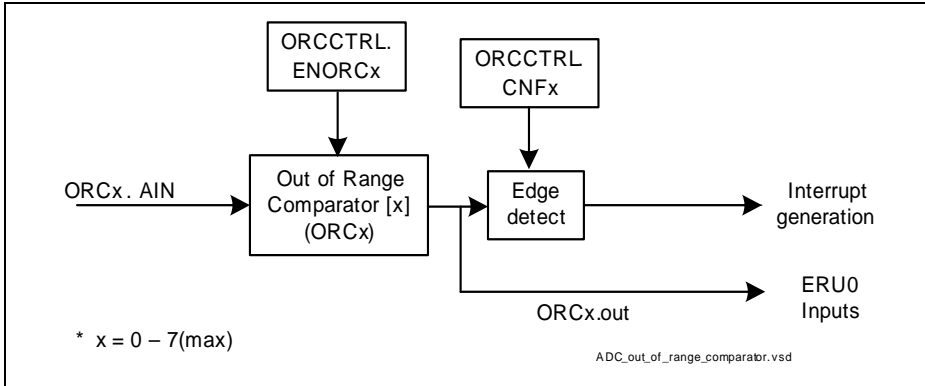 ORCCTRL.
ENORCx
ORCCTRL.
CNFx
ORCx. AIN
Out of Range
Comparator [x]
(ORCx)
Edge
detect
Interrupt
generation
ERU0
Inputs
ORCx.out
* x = 0 – 7(max)
ADC_out_of_range_comparator.vsd